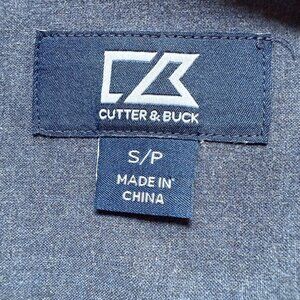 CUTTER & BUCK
S/P
MADE IN
CHINA